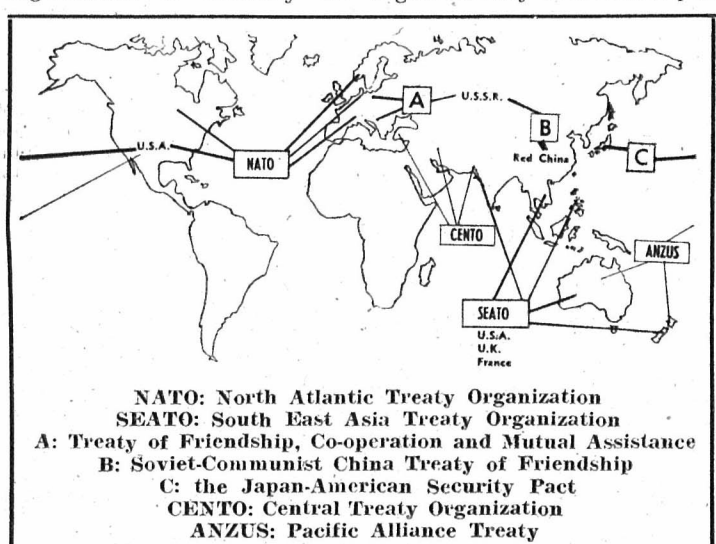 A
U.S.S.R.
B
U.S.A.
NATO
Red China
C
CENTO
ANZUS
SEATO
U.S.A.
U.K.
France
NATO: North Atlantic Treaty Organization
SEATO: South East Asia Treaty Organization
A: Treaty of Friendship, Co-operation and Mutual Assistance
B: Soviet-Communist China Treaty of Friendship
C: the Japan-American Security Pact
CENTO: Central Treaty Organization
ANZUS: Pacific Alliance Treaty